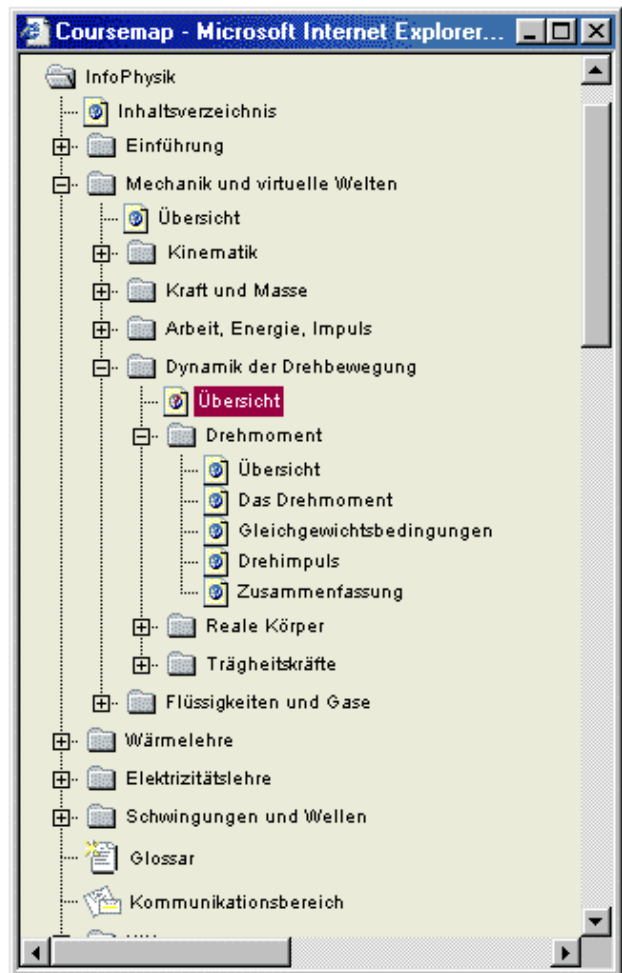 Coursemap - Microsoft Internet Explorer...
InfoPhysik
Inhaltsverzeichnis
Einführung
Mechanik und virtuelle Welten
Übersicht
Kinematik
Kraft und Masse
Arbeit, Energie, Impuls
Dynamik der Drehbewegung
Übersicht
Drehmoment
Übersicht
Das Drehmoment
Gleichgewichtsbedingungen
Drehimpuls
Zusammenfassung
Reale Körper
Trägheitskräfte
Flüssigkeiten und Gase
Wärmelehre
Elektrizitätslehre
Schwingungen und Wellen
Glossar
Kommunikationsbereich